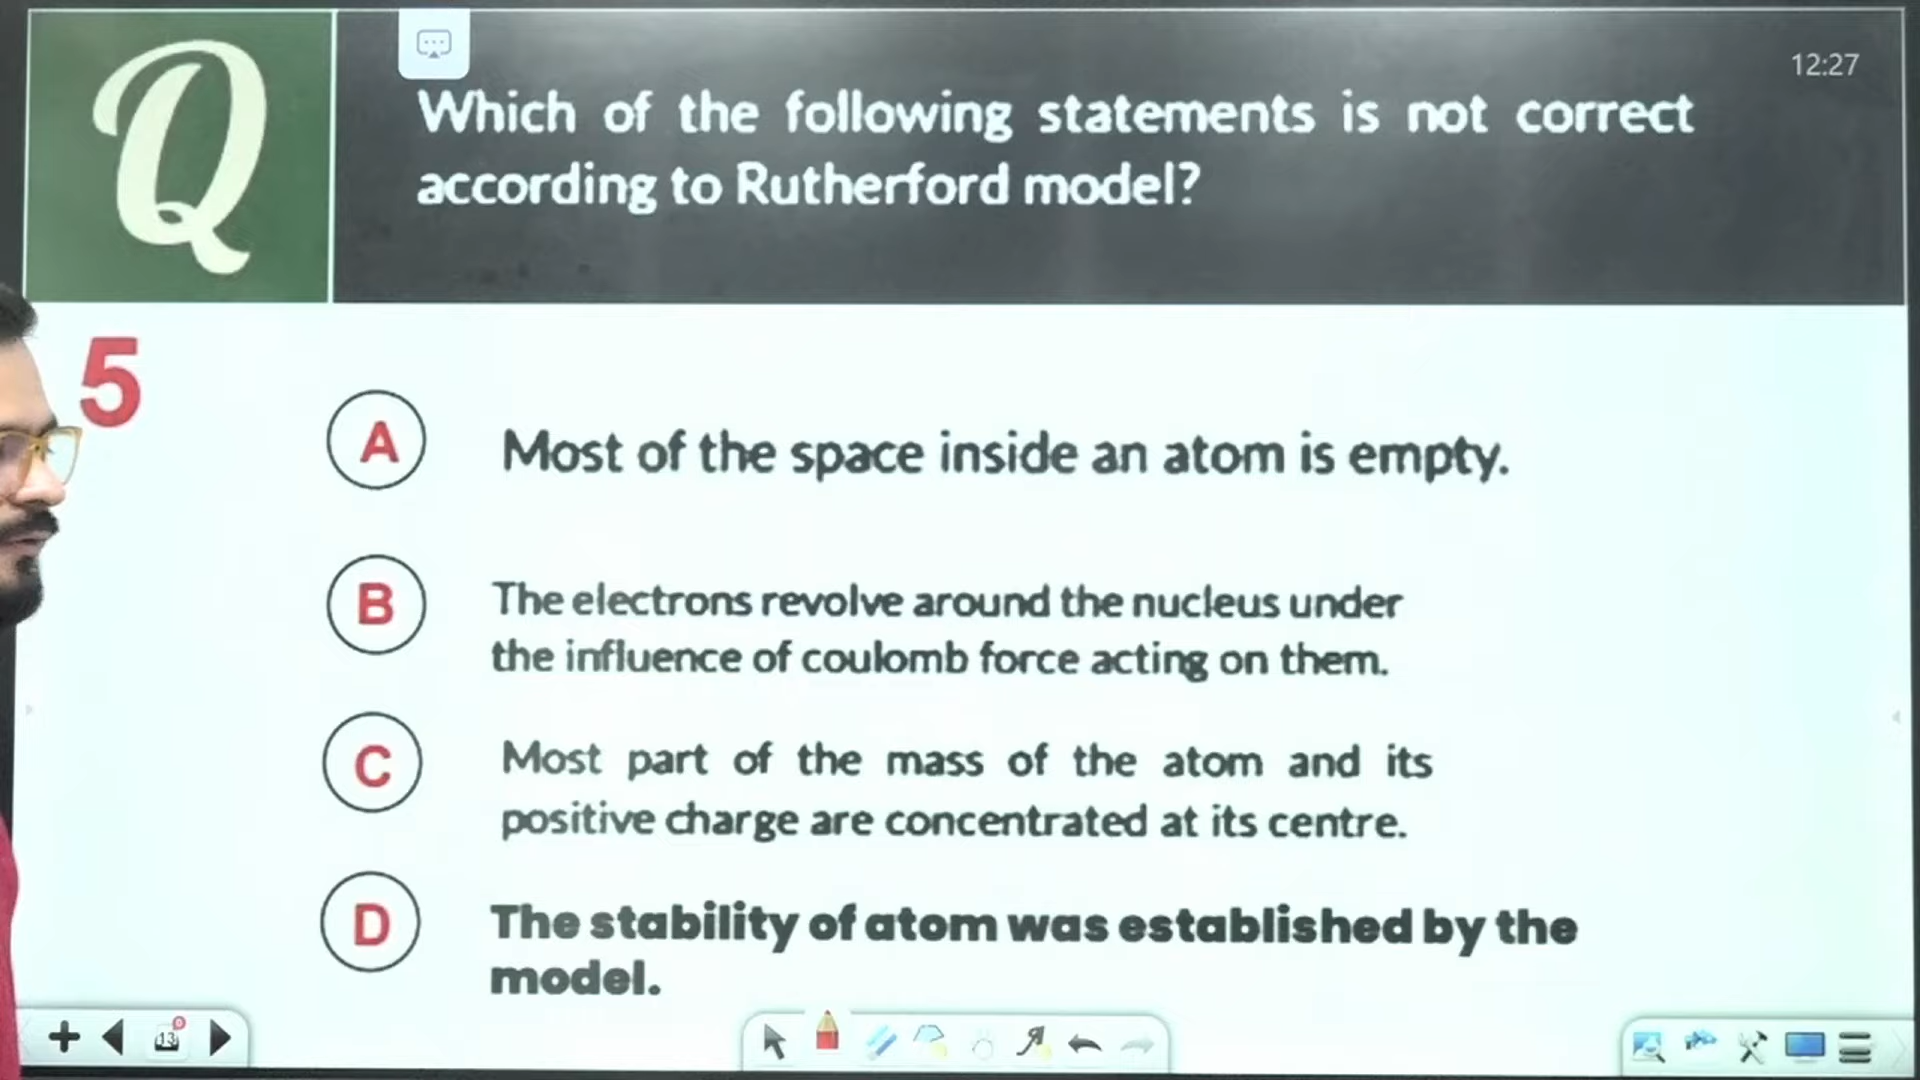 Q
12:27
Which of the following statements is not correct
according to Rutherford model?
5
A
Most of the space inside an atom is empty.
B
The electrons revolve around the nucleus under
the influence of coulomb force acting on them.
C
Most part of the mass of the atom and its
positive charge are concentrated at its centre.
D
The stability of atom was established by the
model.
13
0